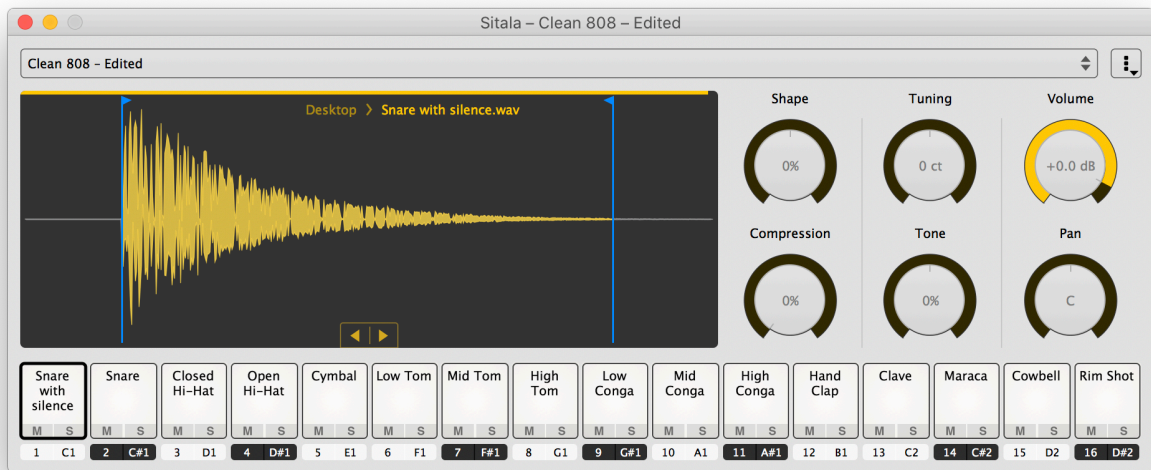 Sitala – Clean 808 – Edited
Clean 808 – Edited
Desktop > Snare with silence.wav
Shape Tuning Volume
0% 0 ct +0.0 dB
Compression Tone Pan
0% 0% C
Snare with silence
M S
1 C1
Snare
M S
2 C#1
Closed Hi-Hat
M S
3 D1
Open Hi-Hat
M S
4 D#1
Cymbal
M S
5 E1
Low Tom
M S
6 F1
Mid Tom
M S
7 F#1
High Tom
M S
8 G1
Low Conga
M S
9 G#1
Mid Conga
M S
10 A1
High Conga
M S
11 A#1
Hand Clap
M S
12 B1
Clave
M S
13 C2
Maraca
M S
14 C#2
Cowbell
M S
15 D2
Rim Shot
M S
16 D#2